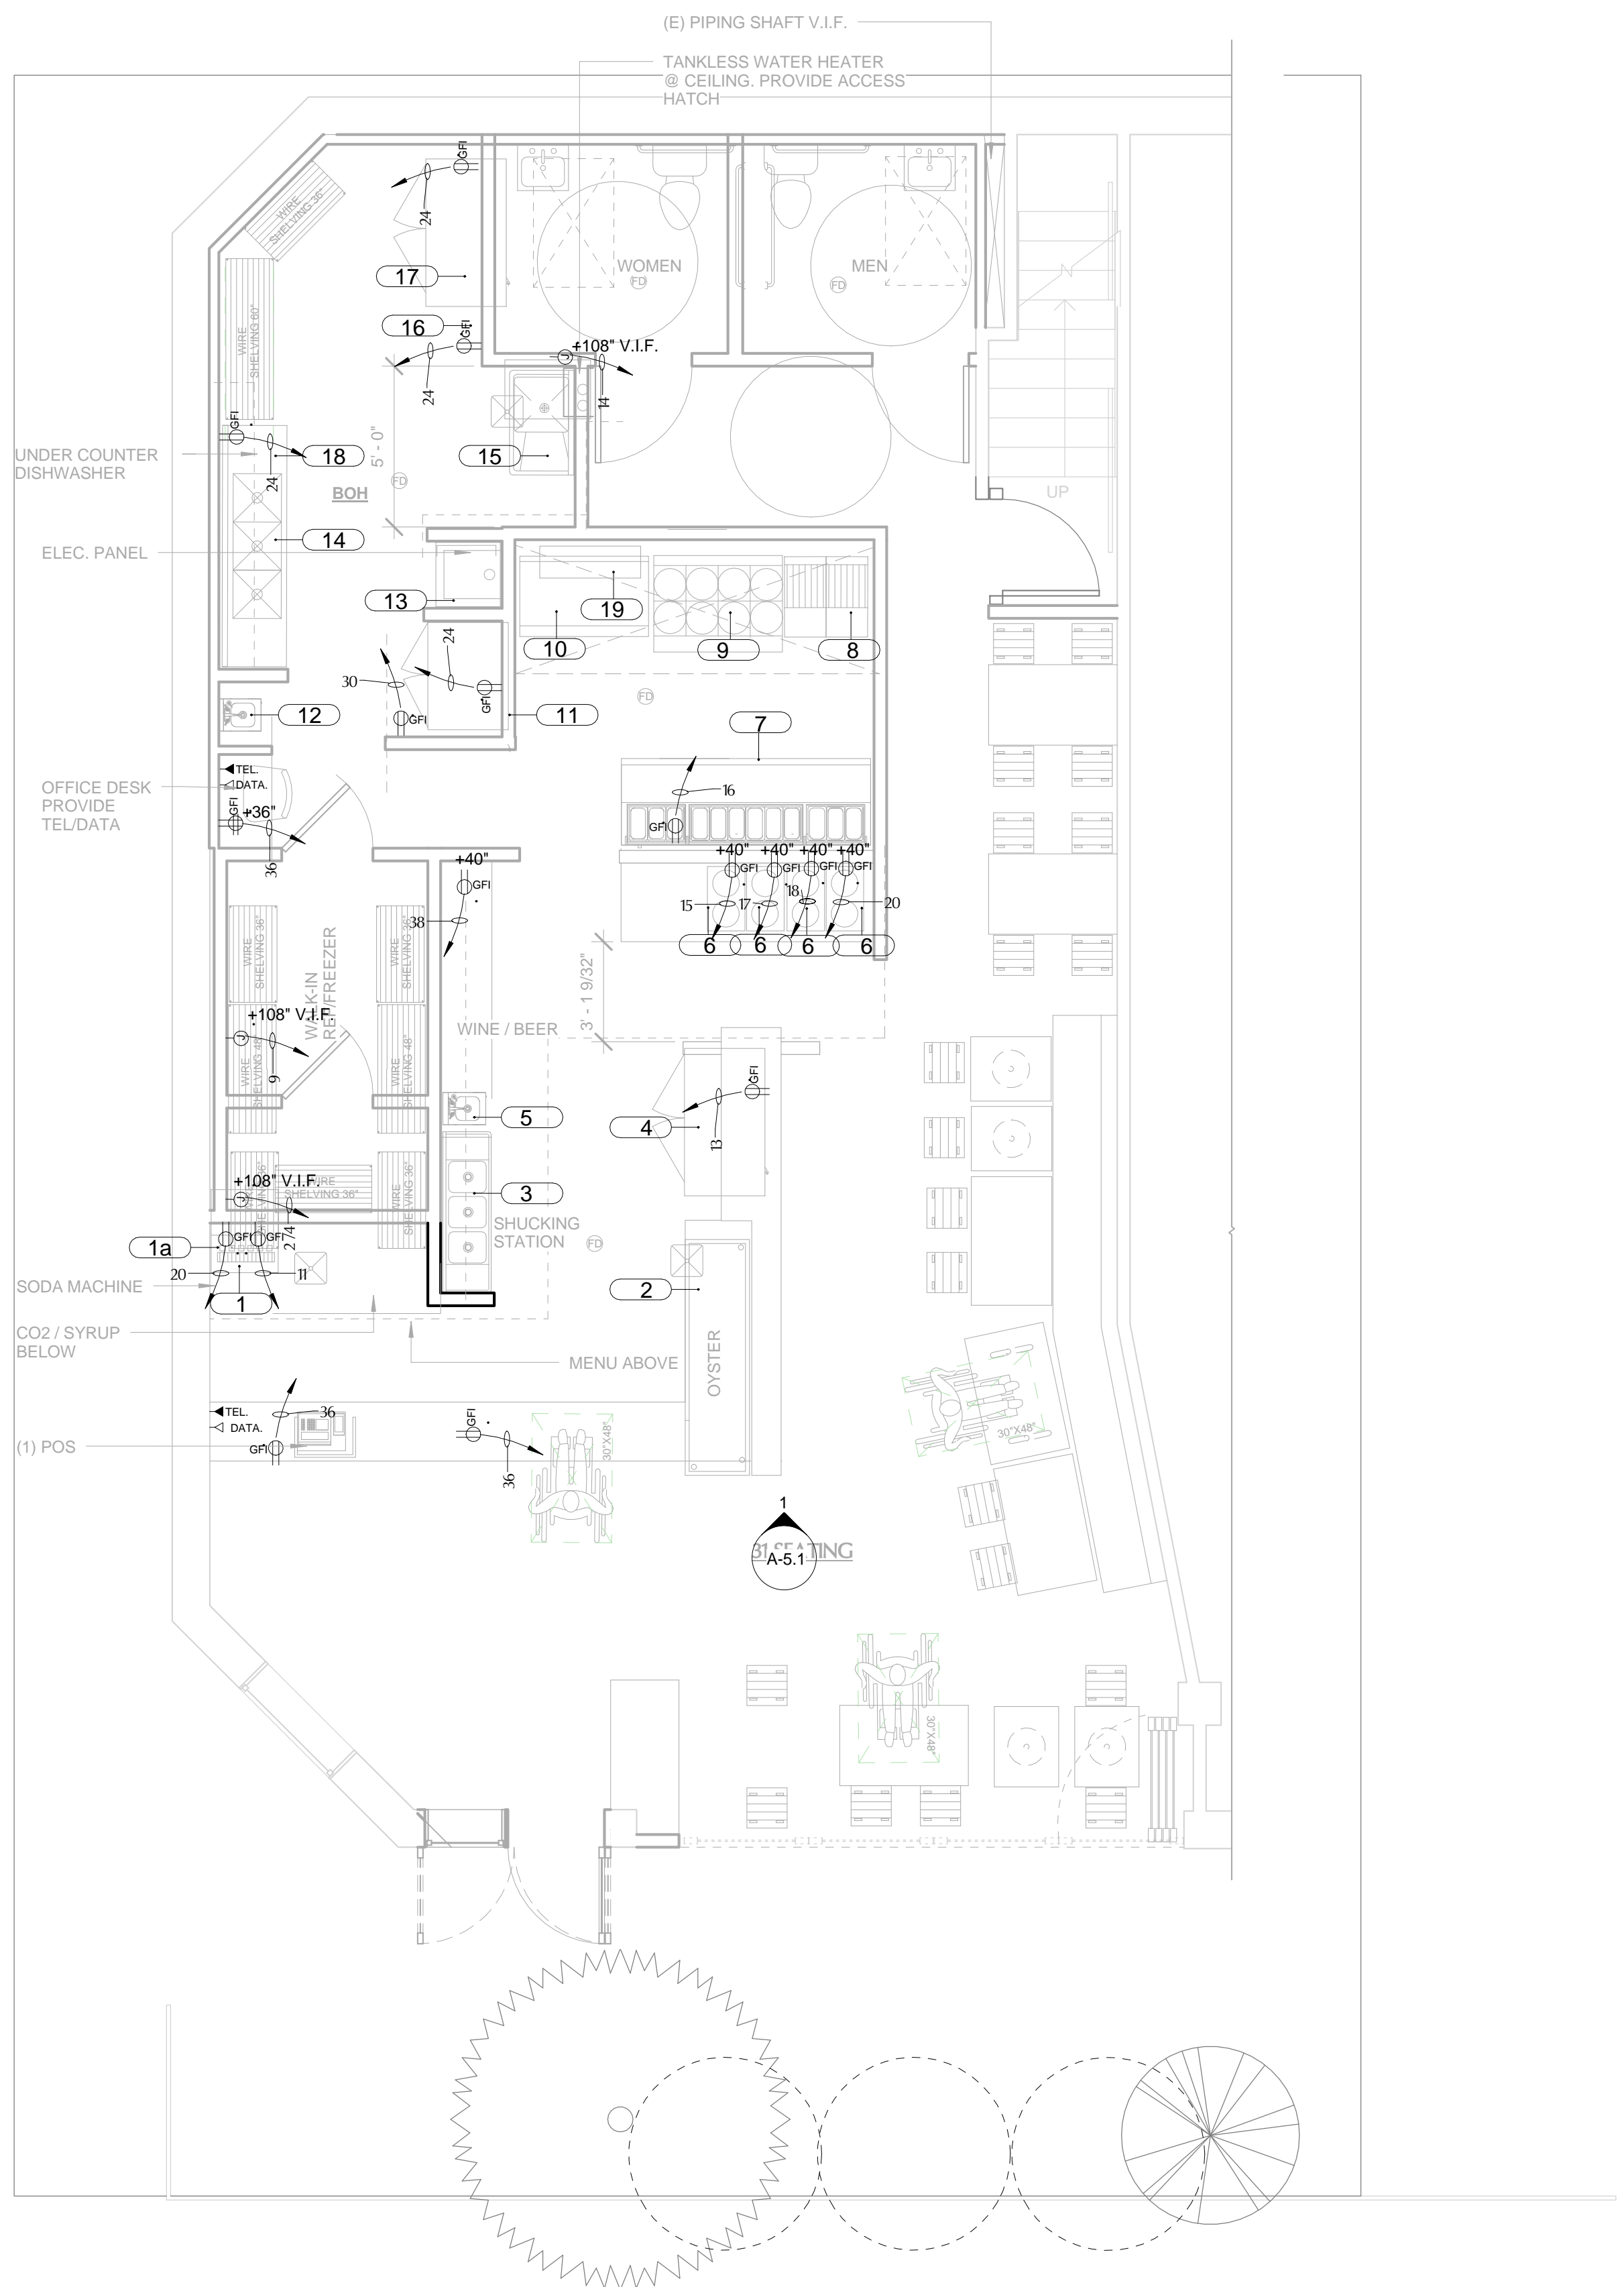 (E) PIPING SHAFT V.I.F.
TANKLESS WATER HEATER
@ CEILING. PROVIDE ACCESS
HATCH
GFI
WIRE
SHELVING 36"
24
17
WOMEN
FD
MEN
FD
16
GFI
24
+108" V.I.F.
J
14
WIRE
SHELVING 60"
GFI
UNDER COUNTER
DISHWASHER
18
24
5' - 0"
15
FD
BOH
UP
14
ELEC. PANEL
13
19
10
9
8
24
30
GFI
GFI
FD
12
11
7
TEL.
DATA.
OFFICE DESK
PROVIDE
TEL/DATA
GFI
+36"
36
16
GFI
+40"
+40"
+40"
+40"
GFI
GFI
GFI
GFI
+40"
GFI
38
15
17
18
20
6
6
6
6
WIRE
SHELVING 36"
WIRE
SHELVING 36"
WALK-IN
REF/FREEZER
3' - 1 9/32"
+108" V.I.F.
J
9
WIRE
SHELVING 48"
WIRE
SHELVING 48"
WINE / BEER
GFI
5
4
13
3
+108" V.I.F.
J
WIRE
SHELVING 36"
WIRE
SHELVING 36"
SHUCKING
STATION
FD
2 /4
1a
GFI
GFI
20
11
SODA MACHINE
1
2
CO2 / SYRUP
BELOW
MENU ABOVE
OYSTER
TEL.
DATA.
36
GFI
(1) POS
GFI
36
30"X48"
30"X48"
1
A-5.1
31 SEATING
30"X48"